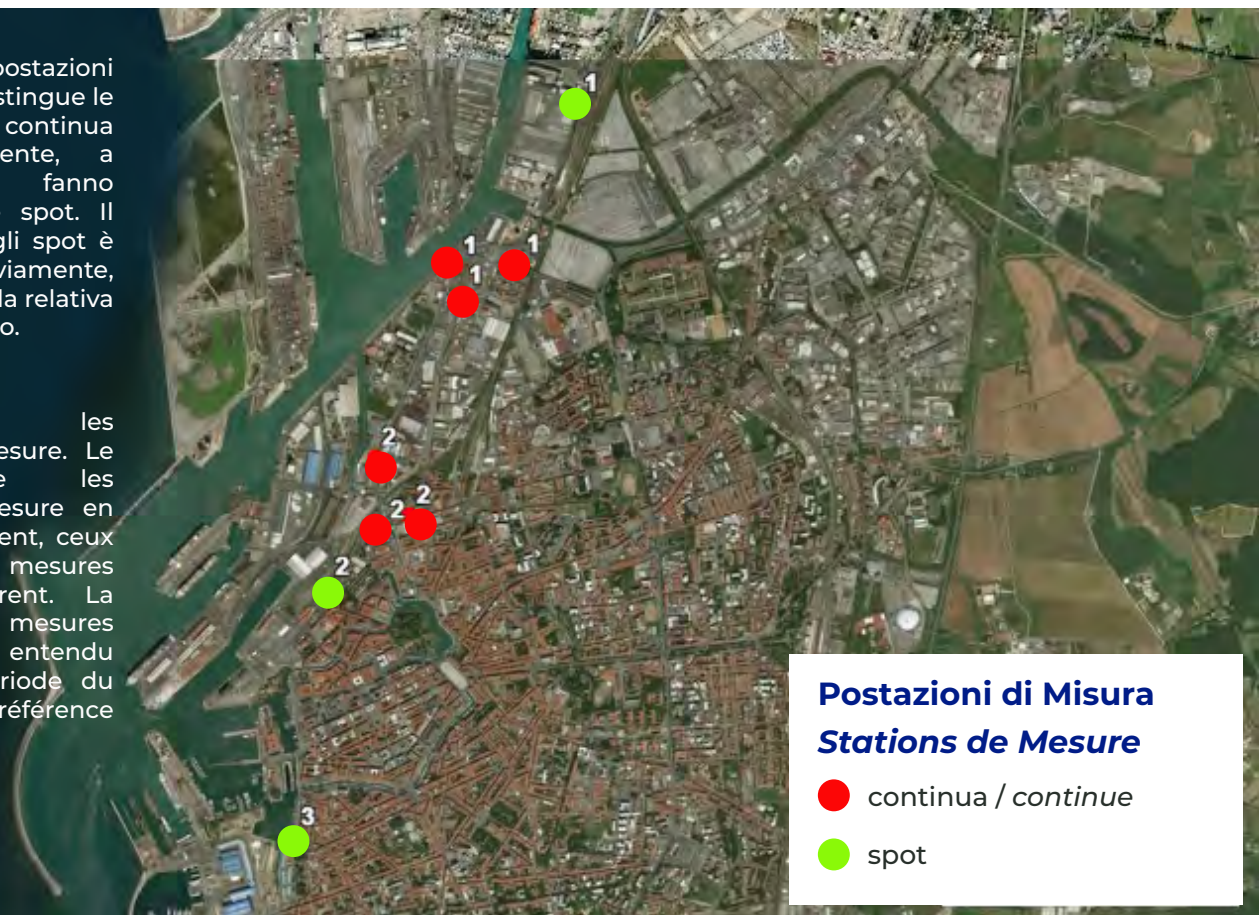 postazioni
stingue le
continua
ente, a
fanno
spot. Il
gli spot è
viamente,
la relativa
o.
les
esure. Le
e les
esure en
ent, ceux
mesures
rent. La
mesures
entendu
riode du
référence
1
1
1
1
2
2
2
2
3
Postazioni di Misura
Stations de Mesure
continua / continue
spot